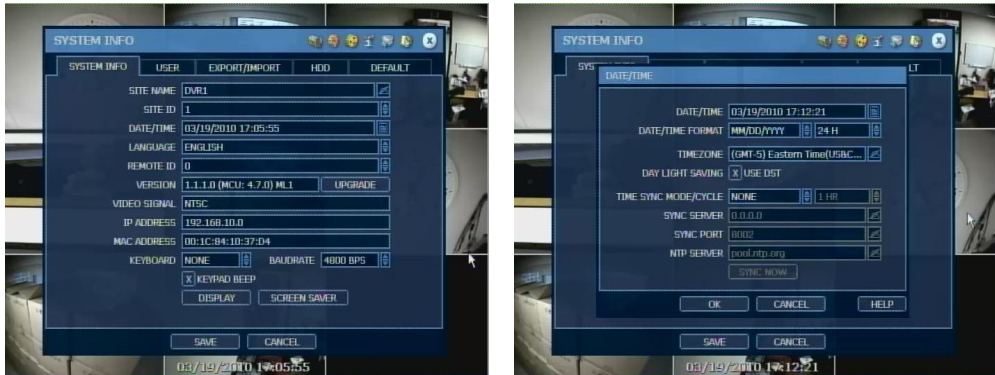 SYSTEM INFO
SYSTEM INFO USER EXPORT/IMPORT HDD DEFAULT
SITE NAME DVR1
SITE ID 1
DATE/TIME 03/19/2010 17:05:55
LANGUAGE ENGLISH
REMOTE ID 0
VERSION 1.1.1.0 (MCU: 4.7.0) ML1 UPGRADE
VIDEO SIGNAL NTSC
IP ADDRESS 192.168.10.0
MAC ADDRESS 00:1C:84:10:37:D4
KEYBOARD NONE BAUDRATE 4800 BPS
X KEYPAD BEEP
DISPLAY SCREEN SAVER
SAVE CANCEL
03/19/2010 17:05:55
SYSTEM INFO
SYS LT
DATE/TIME
DATE/TIME 03/19/2010 17:12:21
DATE/TIME FORMAT MM/DD/YYYY 24 H
TIMEZONE (GMT-5) Eastern Time(US&C...
DAY LIGHT SAVING X USE DST
TIME SYNC MODE/CYCLE NONE 1 HR
SYNC SERVER 0.0.0.0
SYNC PORT 8002
NTP SERVER pool.ntp.org
SYNC NOW
OK CANCEL HELP
SAVE CANCEL
03/19/2010 17:12:21